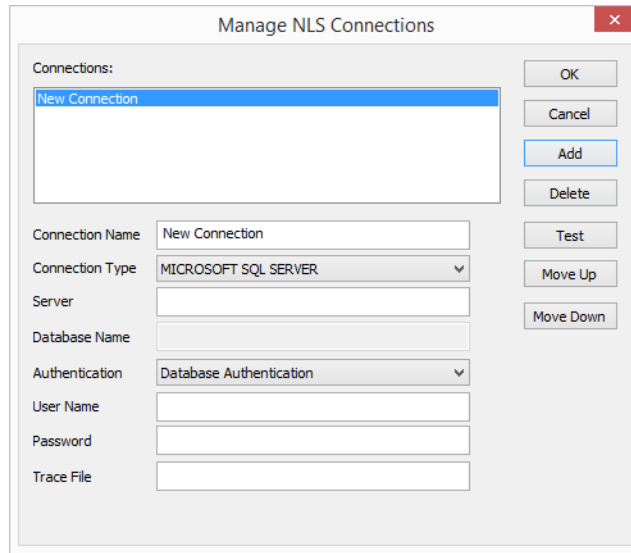 Manage NLS Connections
Connections:
New Connection
OK
Cancel
Add
Delete
Test
Move Up
Move Down
Connection Name New Connection
Connection Type MICROSOFT SQL SERVER
Server
Database Name
Authentication Database Authentication
User Name
Password
Trace File